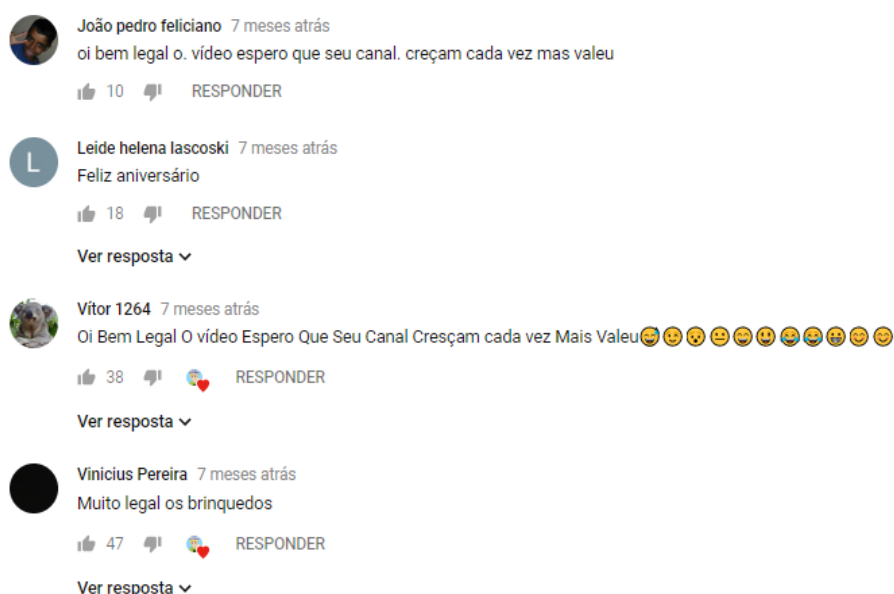 João pedro feliciano 7 meses atrás
oi bem legal o. vídeo espero que seu canal. creçam cada vez mas valeu
10 RESPONDER
L
Leide helena lascoski 7 meses atrás
Feliz aniversário
18 RESPONDER
Ver resposta
Vítor 1264 7 meses atrás
Oi Bem Legal O vídeo Espero Que Seu Canal Cresçam cada vez Mais Valeu😅😉😯😐😄😃😂😂😀😊😊
38 RESPONDER
Ver resposta
Vinicius Pereira 7 meses atrás
Muito legal os brinquedos
47 RESPONDER
Ver resposta